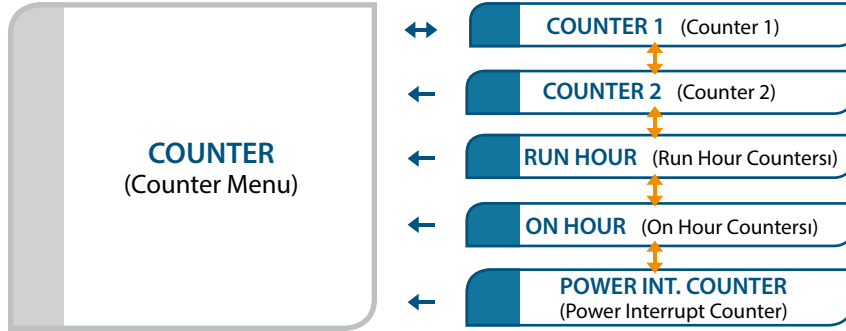 COUNTER
(Counter Menu)
COUNTER 1 (Counter 1)
COUNTER 2 (Counter 2)
RUN HOUR (Run Hour Countersı)
ON HOUR (On Hour Countersı)
POWER INT. COUNTER
(Power Interrupt Counter)